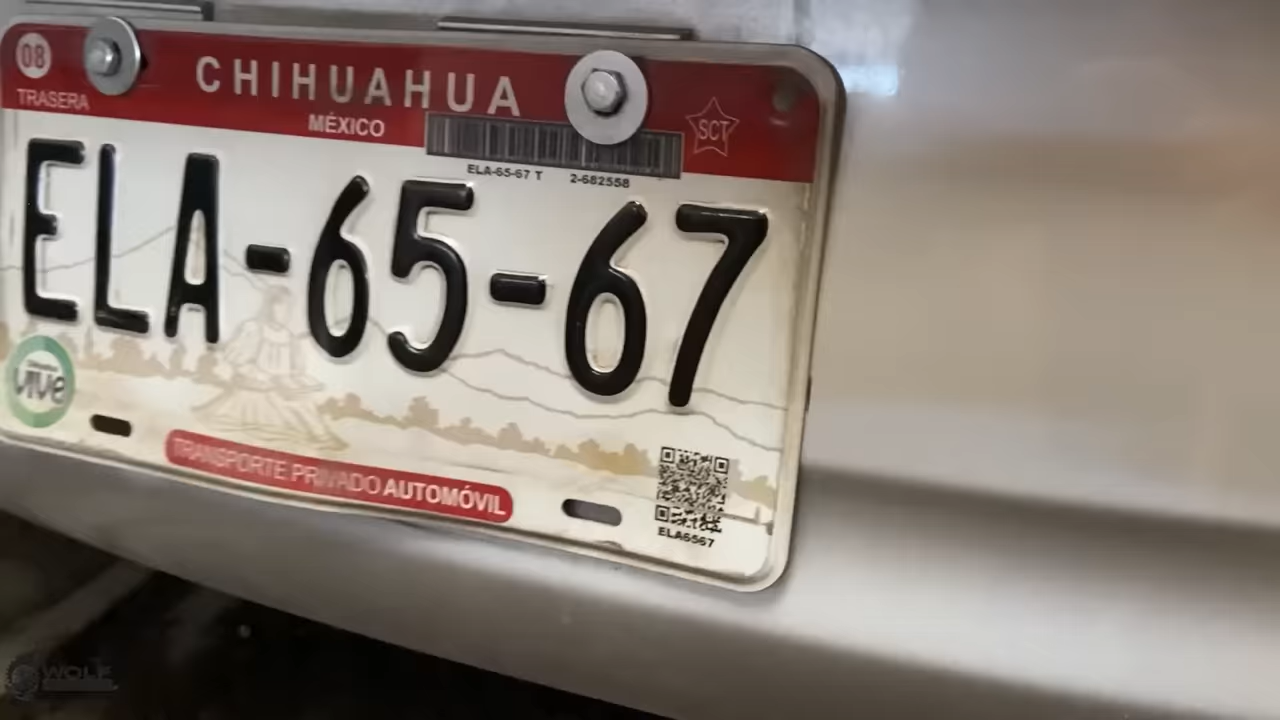 08
TRASERA
CHIHUAHUA
MÉXICO
SCT
ELA-65-67 T 2-682558
ELA-65-67
VIVE
TRANSPORTE PRIVADO AUTOMÓVIL
ELA6567
WOLF